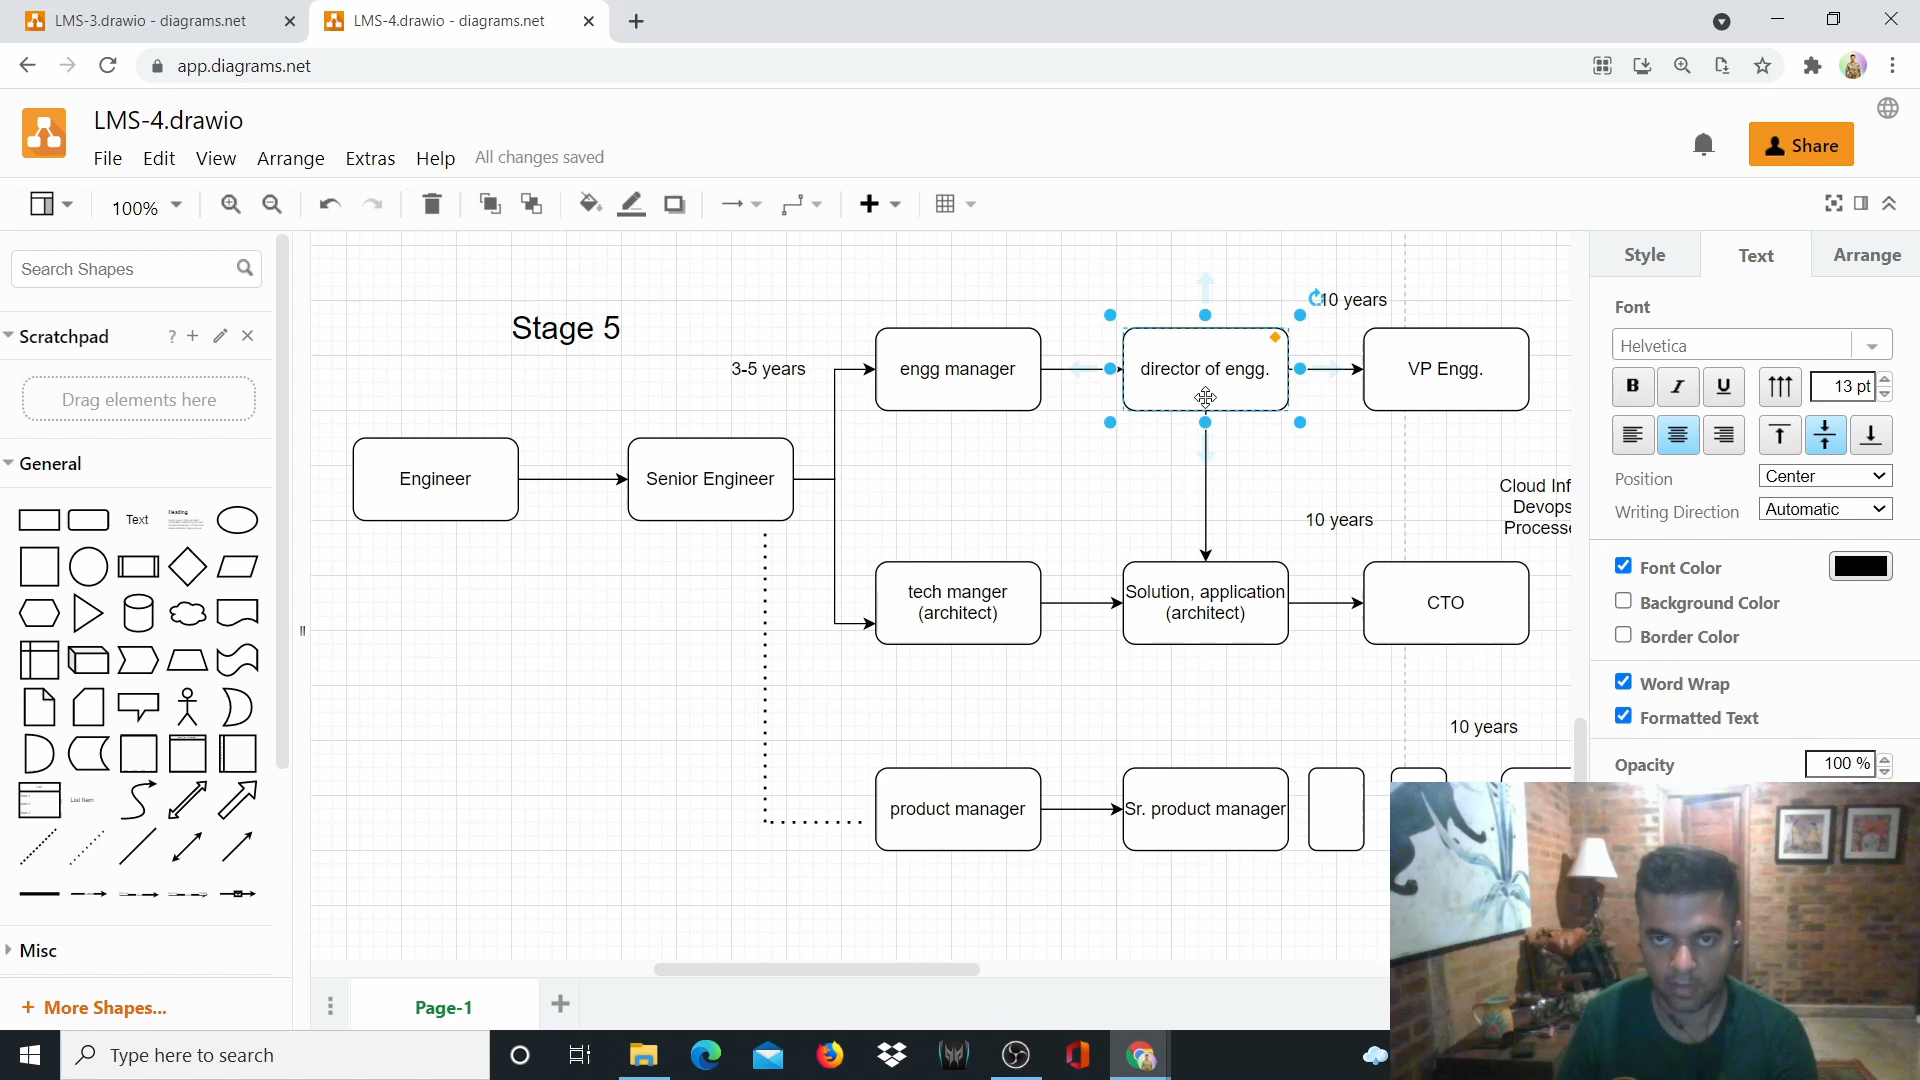 LMS-3.drawio - diagrams.net
LMS-4.drawio - diagrams.net
app.diagrams.net
LMS-4.drawio
File Edit View Arrange Extras Help All changes saved
Share
100%
Search Shapes
Scratchpad
?
Drag elements here
General
Text
Heading
List
List Item
Misc
+ More Shapes...
Stage 5
3-5 years
10 years
engg manager
director of engg.
VP Engg.
Engineer
Senior Engineer
10 years
Cloud Inf
Devops
Processe
tech manger
(architect)
Solution, application
(architect)
CTO
10 years
product manager
Sr. product manager
Page-1
Style
Text
Arrange
Font
Helvetica
B I U
13 pt
Position
Center
Writing Direction
Automatic
Font Color
Background Color
Border Color
Word Wrap
Formatted Text
Opacity
100 %
Type here to search